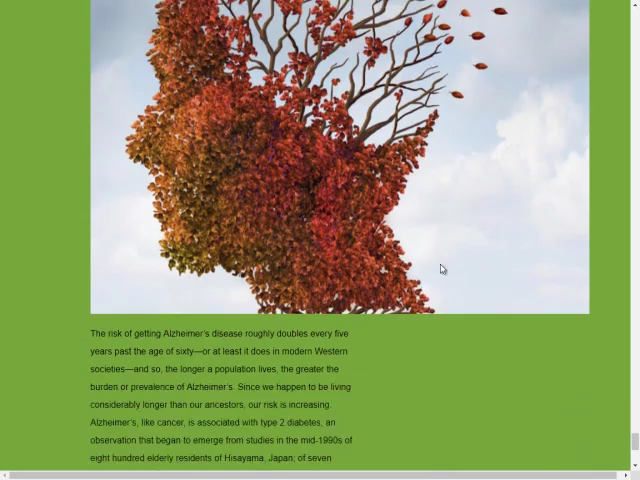 The risk of getting Alzheimer's disease roughly doubles every five
years past the age of sixty—or at least it does in modern Western
societies—and so, the longer a population lives, the greater the
burden or prevalence of Alzheimer's. Since we happen to be living
considerably longer than our ancestors, our risk is increasing.
Alzheimer's, like cancer, is associated with type 2 diabetes, an
observation that began to emerge from studies in the mid-1990s of
eight hundred elderly residents of Hisayama, Japan; of seven